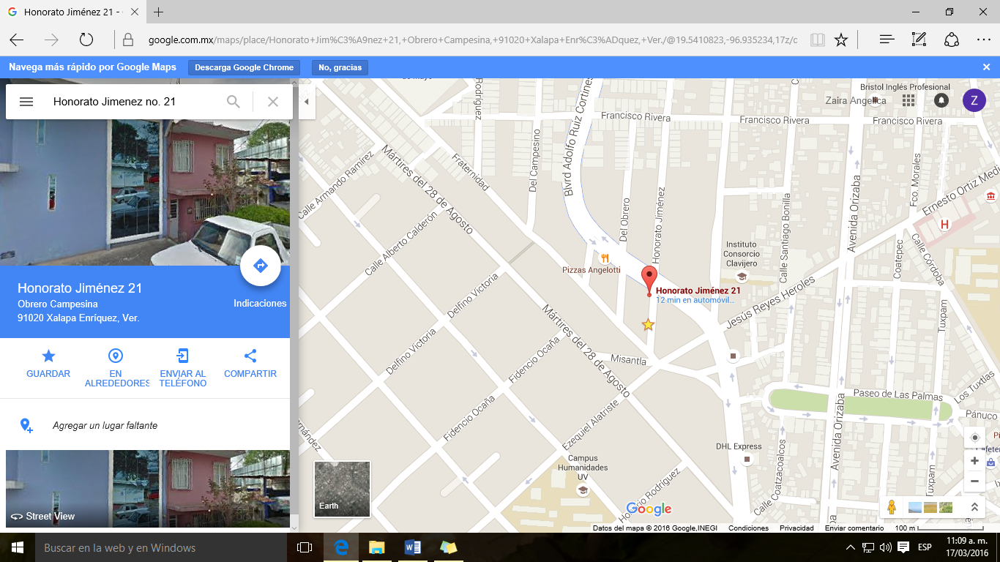 Honorato Jiménez 21 -
google.com.mx/maps/place/Honorato+Jim%C3%A9nez+21,+Obrero+Campesina,+91020+Xalapa+Enr%C3%ADquez,+Ver./@19.5410823,-96.935234,17z/
Navega más rápido por Google Maps
Descarga Google Chrome
No, gracias
Honorato Jimenez no. 21
Honorato Jiménez 21
Obrero Campesina
91020 Xalapa Enríquez, Ver.
Indicaciones
GUARDAR
EN
ALREDEDORES
ENVIAR AL
TELÉFONO
COMPARTIR
Agregar un lugar faltante
Street View
Bristol Inglés Profesional
Zaira Angelica
Z
Rodríguez
Francisco Rivera
Francisco Rivera
Francisco Rivera
Blvrd Adolfo Ruiz Cortines
Calle Armando Ramírez
Mártires del 28 de Agosto
Fraternidad
Del Campesino
Del Obrero
Honorato Jiménez
Calle Santiago Bonilla
Avenida Orizaba
Fco. Morales
Ernesto Ortiz Medi
H
Calle Alberto Calderón
Pizzas Angelotti
Instituto
Consorcio
Clavijero
Coatepec
Calle Córdoba
Honorato Jiménez 21
12 min en automóvil...
Jesús Reyes Heroles
Delfino Victoria
Delfino Victoria
Mártires del 28 de Agosto
Tuxpam
Misantla
Fidencio Ocaña
Fidencio Ocaña
Paseo de Las Palmas
Los Tuxtlas
Pánuco
Avenida Orizaba
Ezequiel Alatriste
ernández
DHL Express
Campus
Humanidades
UV
Calle Coatzacoalcos
Tuxpam
Rodríguez
Earth
Google
Datos del mapa © 2016 Google,INEGI
Condiciones
Privacidad
Enviar comentario
100 m
Buscar en la web y en Windows
ESP
11:09 a. m.
17/03/2016